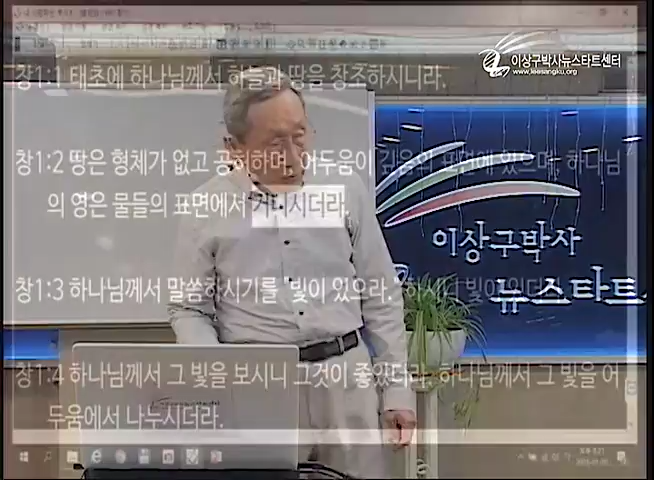 이상구박사뉴스타트센터
www.leesangku.org
창1:1 태초에 하나님께서 하늘과 땅을 창조하시니라.
창1:2 땅은 형체가 없고 공허하며, 어두움이 깊음의 표면에 있으며, 하나님
의 영은 물들의 표면에서 거니시더라.
이상구박사
창1:3 하나님께서 말씀하시기를 "빛이 있으라." 하시니 빛이 있더라.
뉴스타트
창1:4 하나님께서 그 빛을 보시니 그것이 좋았더라. 하나님께서 그 빛을 어
두움에서 나누시더라.